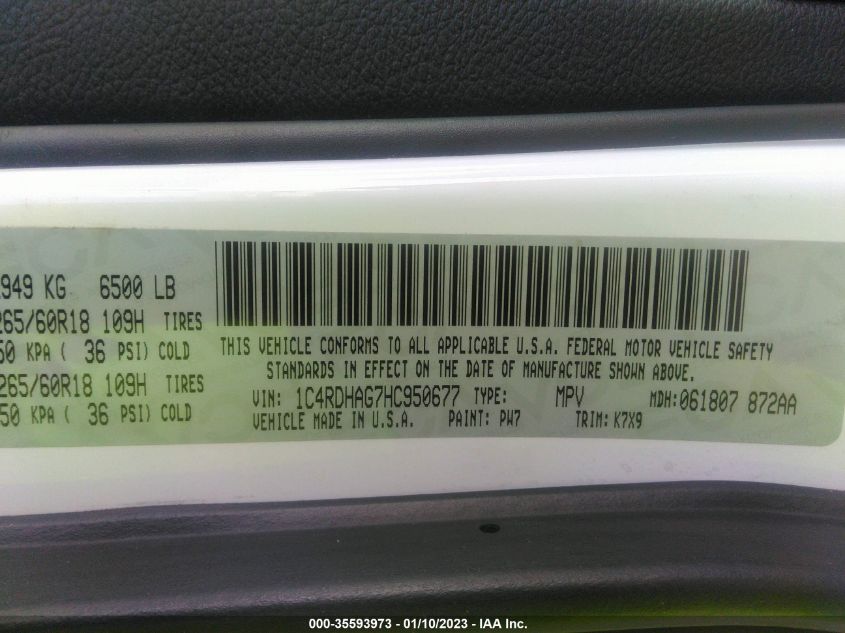 949 KG 6500 LB
265/60R18 109H TIRES
50 KPA ( 36 PSI) COLD
265/60R18 109H TIRES
50 KPA ( 36 PSI) COLD
THIS VEHICLE CONFORMS TO ALL APPLICABLE U.S.A. FEDERAL MOTOR VEHICLE SAFETY
STANDARDS IN EFFECT ON THE DATE OF MANUFACTURE SHOWN ABOVE.
VIN: 1C4RDHAG7HC950677 TYPE: MPV MDH:061807 872AA
VEHICLE MADE IN U.S.A. PAINT: PW7 TRIM: K7X9
000-35593973 - 01/10/2023 - IAA Inc.